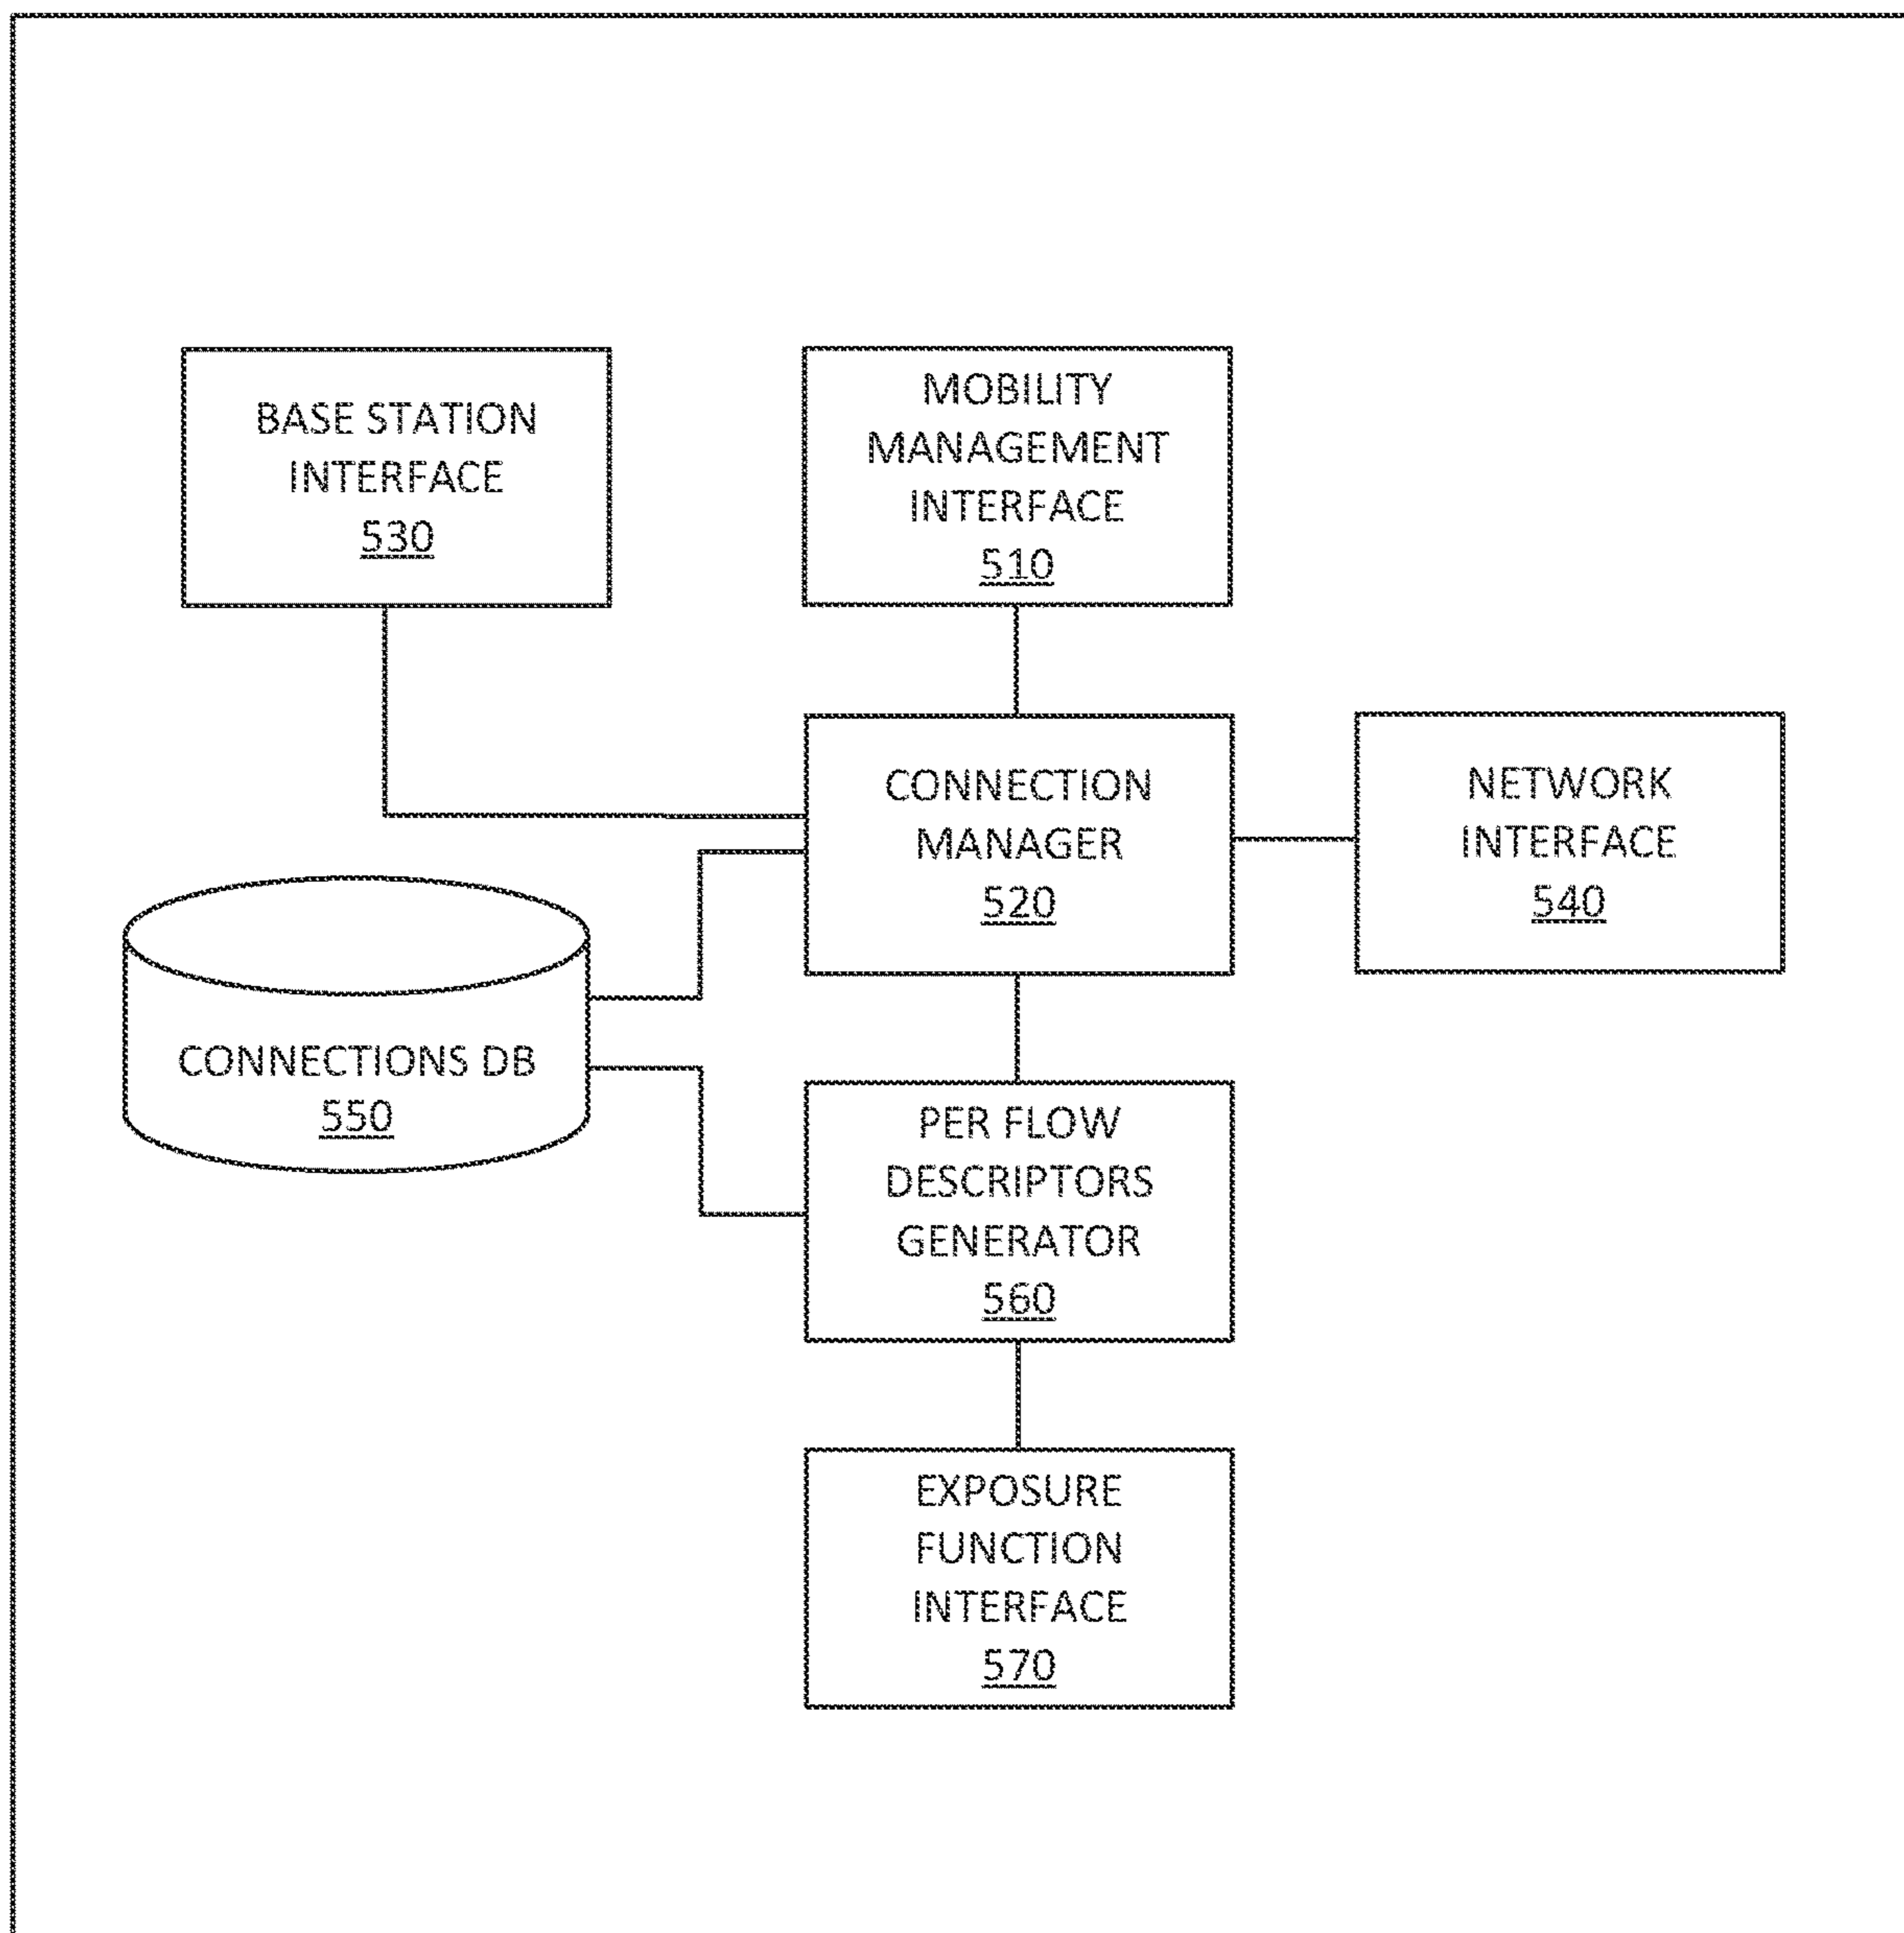 BASE STATION
INTERFACE
530
MOBILITY
MANAGEMENT
INTERFACE
510
CONNECTION
MANAGER
520
NETWORK
INTERFACE
540
CONNECTIONS DB
550
PER FLOW
DESCRIPTORS
GENERATOR
560
EXPOSURE
FUNCTION
INTERFACE
570